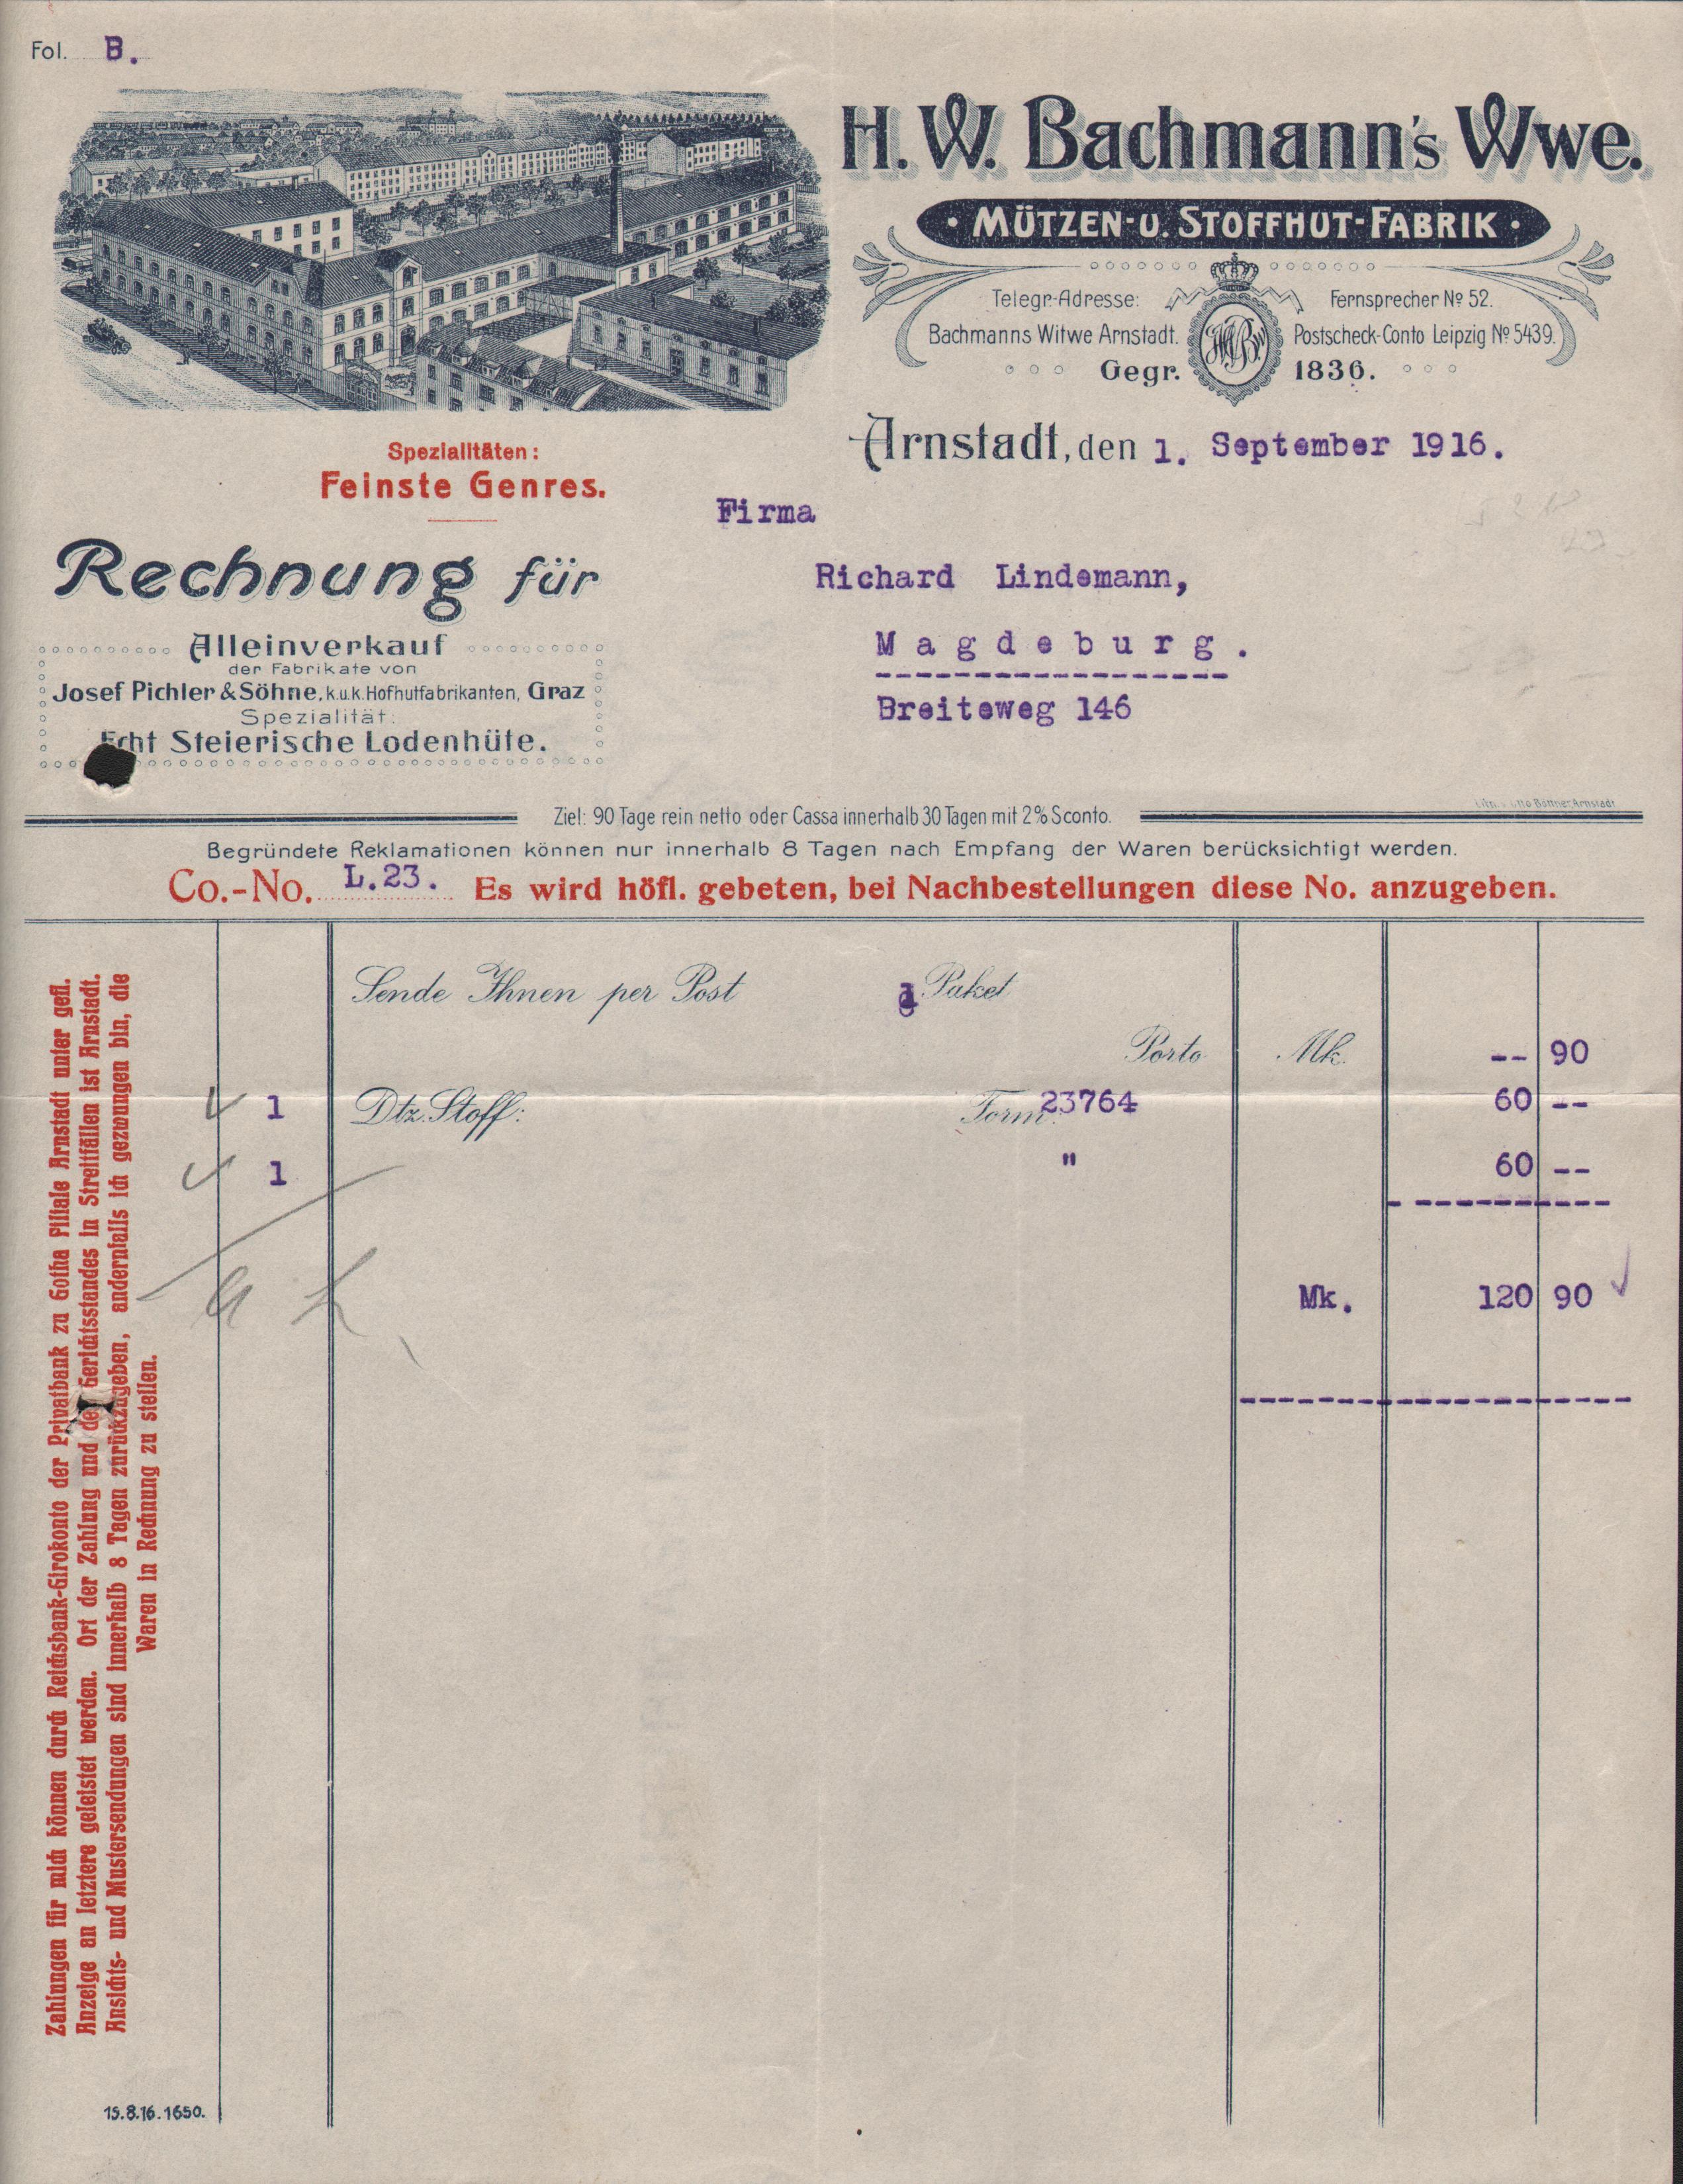 Fol. B.
H. W. Bachmann's Wwe.
· MÜTZEN- U. STOFFHUT-FABRIK ·
Telegr-Adresse: Fernsprecher No 52.
Bachmanns Witwe Arnstadt. Postscheck-Conto Leipzig No 5439.
Gegr. 1836.
Arnstadt, den 1. September 1916.
Spezialitäten:
Feinste Genres.
Firma
Richard Lindemann,
Magdeburg.
------------------
Breiteweg 146
Rechnung für
Alleinverkauf
der Fabrikate von
Josef Pichler & Söhne, k.u.k. Hofhutfabrikanten, Graz
Spezialität:
Echt Steierische Lodenhüte.
Otto Böttner, Arnstadt
Ziel: 90 Tage rein netto oder Cassa innerhalb 30 Tagen mit 2% Sconto.
Begründete Reklamationen können nur innerhalb 8 Tagen nach Empfang der Waren berücksichtigt werden.
Co.-No. L.23. Es wird höfl. gebeten, bei Nachbestellungen diese No. anzugeben.
Sende Ihnen per Post 1 Paket
Porto Mk. -- 90
1 Dtz. Stoff: Form 23764 60 --
1 " 60 --
Mk. 120 90
Zahlungen für mich können durch Reichsbank-Girokonto der Privatbank zu Gotha Filiale Arnstadt unter gefl.
Anzeige an letztere geleistet werden. Ort der Zahlung und des Gerichtsstandes in Streitfällen ist Arnstadt.
Ansichts- und Mustersendungen sind innerhalb 8 Tagen zurückzugeben, andernfalls ich gezwungen bin, die
Waren in Rechnung zu stellen.
15.8.16.1650.